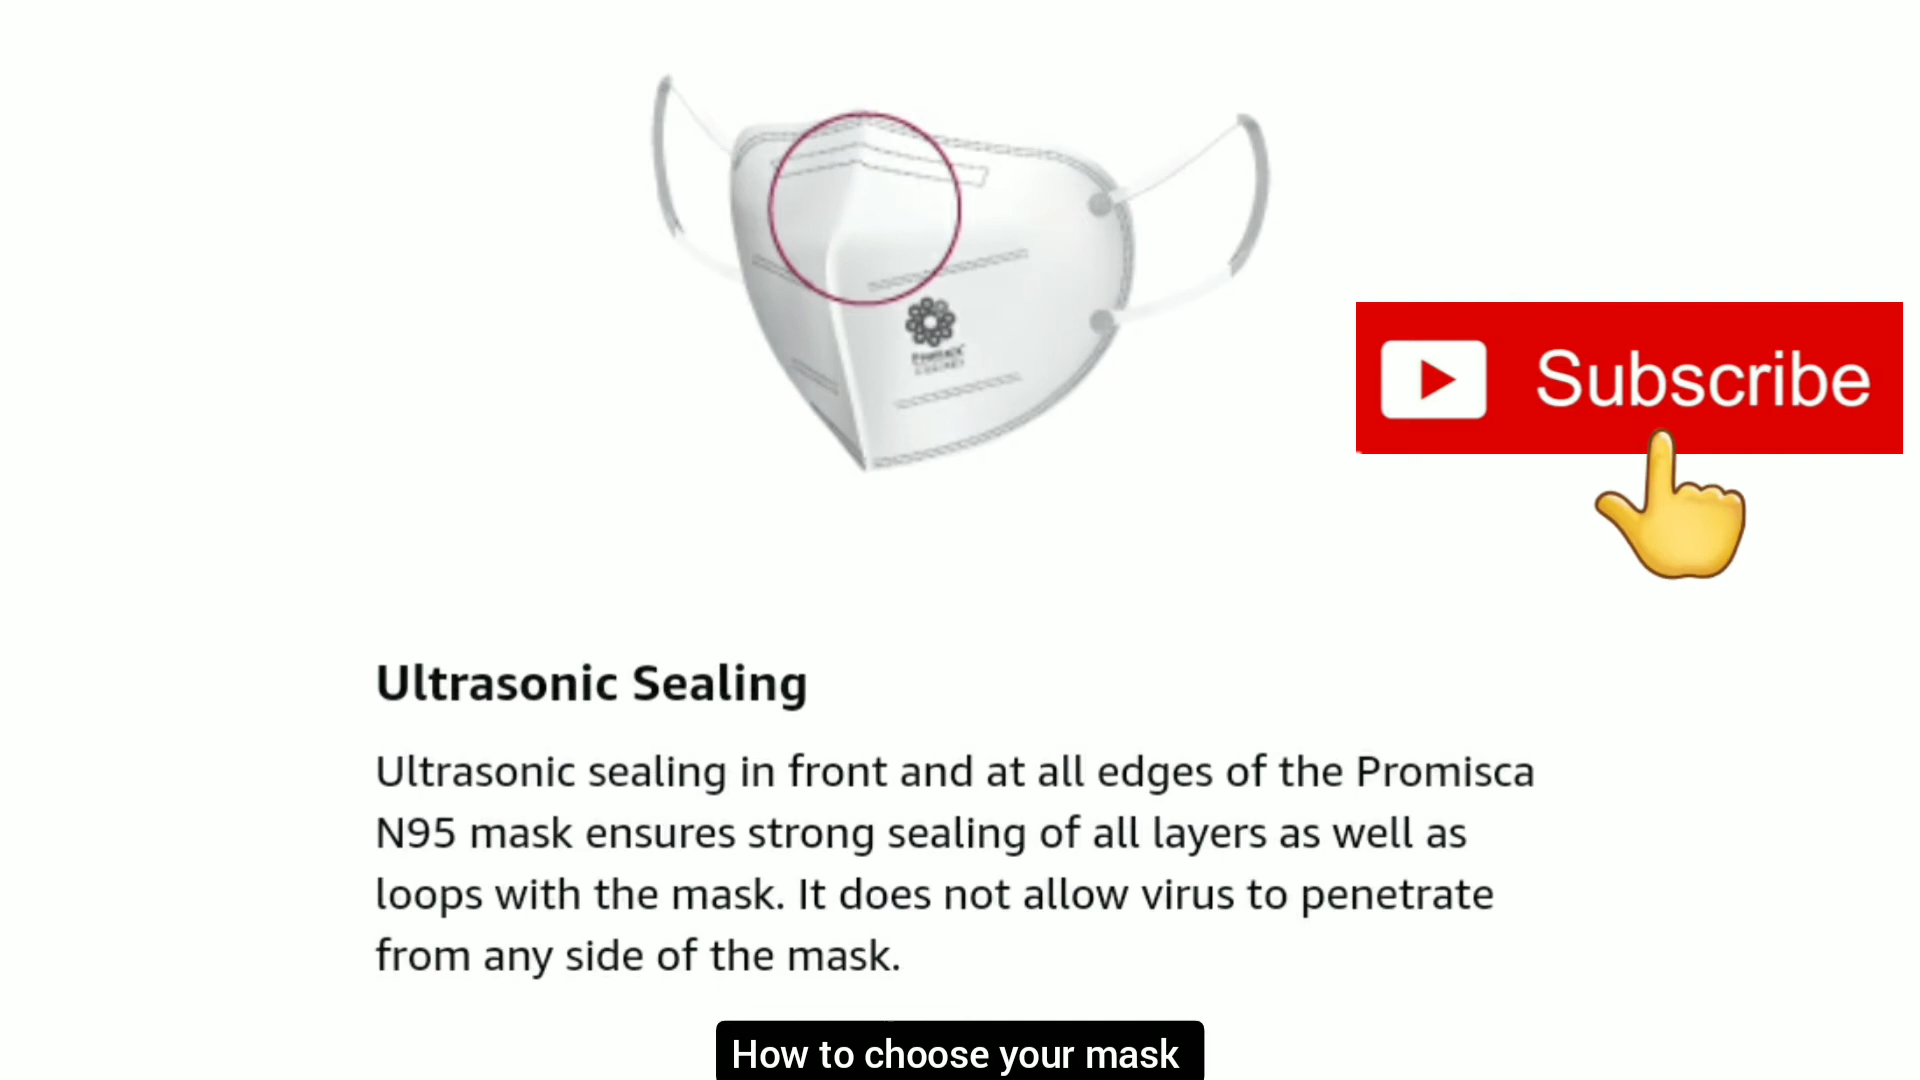 Subscribe
Ultrasonic Sealing
Ultrasonic sealing in front and at all edges of the Promisca
N95 mask ensures strong sealing of all layers as well as
loops with the mask. It does not allow virus to penetrate
from any side of the mask.
How to choose your mask